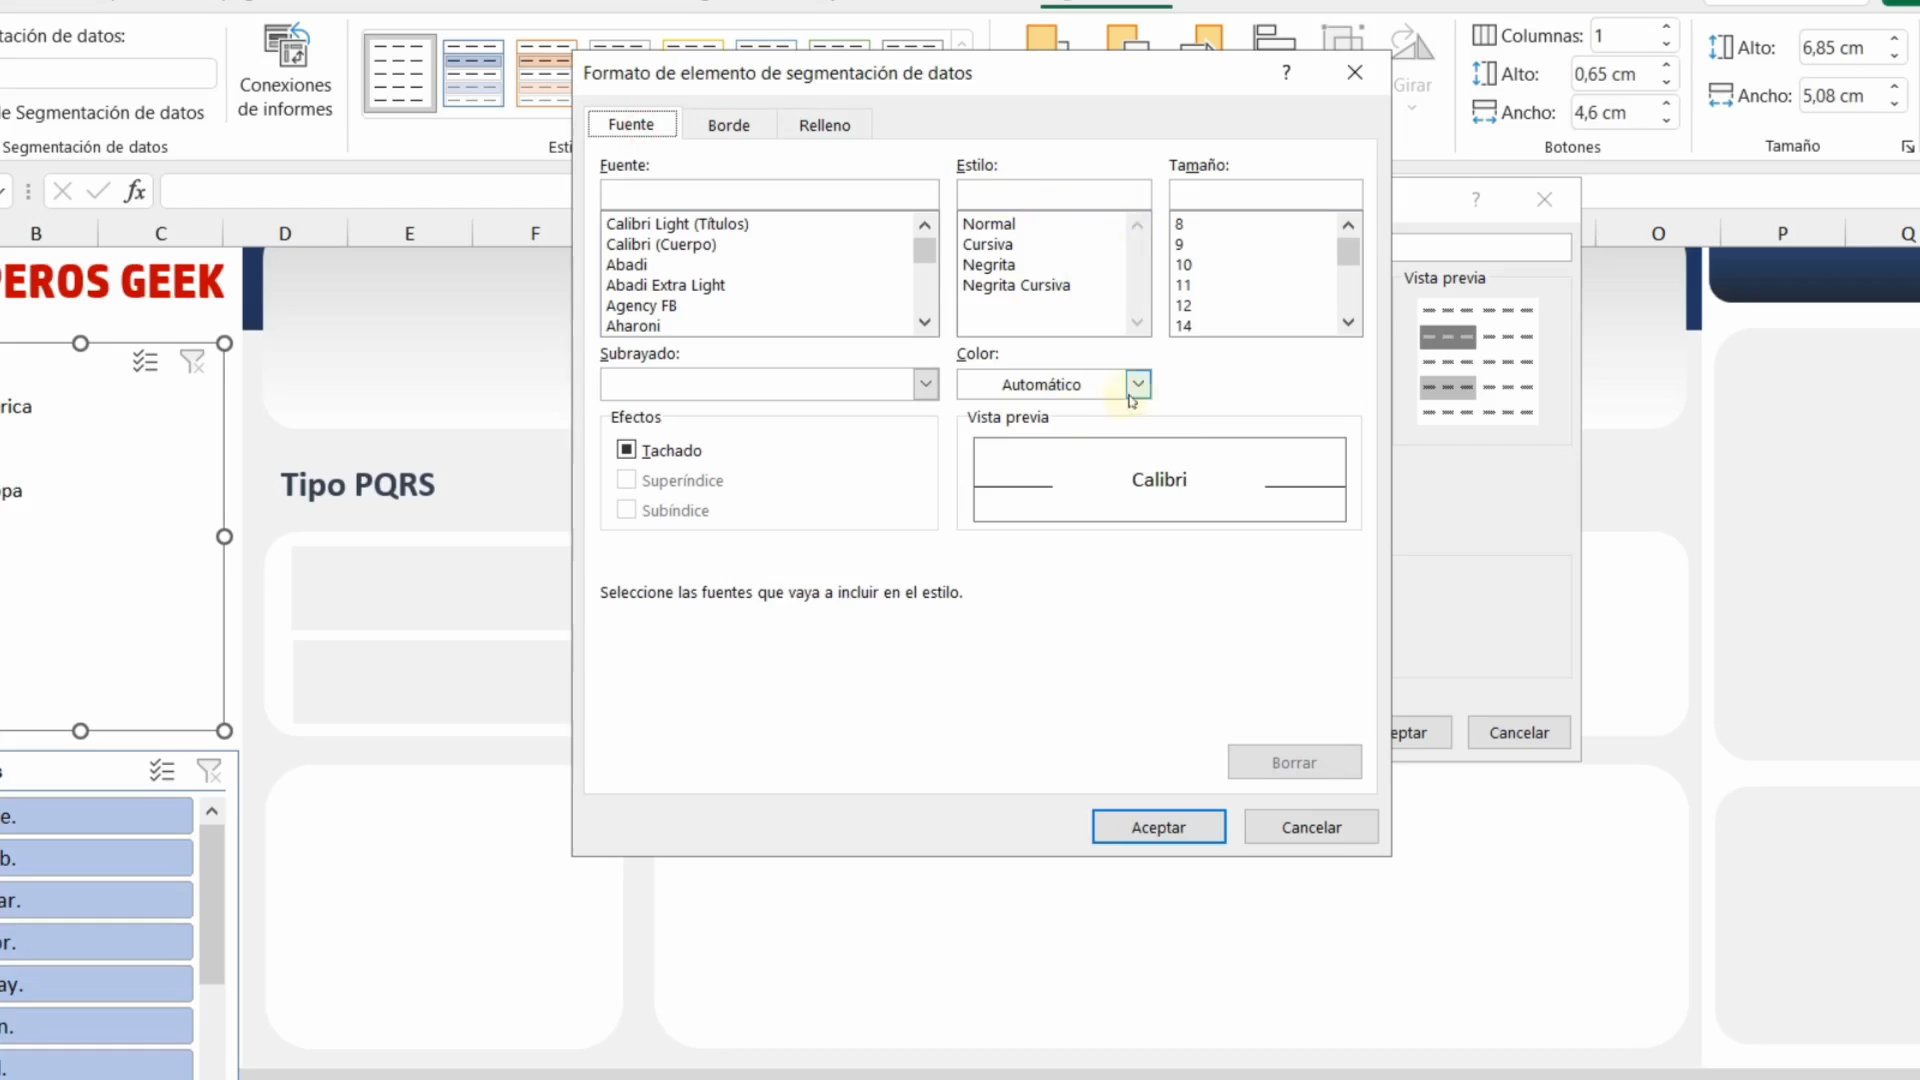 tación de datos:
e Segmentación de datos
Segmentación de datos
Conexiones
de informes
Esti
Girar
Columnas: 1
Alto: 0,65 cm
Ancho: 4,6 cm
Botones
Alto: 6,85 cm
Ancho: 5,08 cm
Tamaño
fx
B C D E F O P Q
EROS GEEK
rica
pa
Tipo PQRS
s
e.
b.
ar.
or.
ay.
n.
l.
Formato de elemento de segmentación de datos
?
Fuente Borde Relleno
Fuente:
Calibri Light (Títulos)
Calibri (Cuerpo)
Abadi
Abadi Extra Light
Agency FB
Aharoni
Estilo:
Normal
Cursiva
Negrita
Negrita Cursiva
Tamaño:
8
9
10
11
12
14
Subrayado:
Color:
Automático
Efectos
Tachado
Superíndice
Subíndice
Vista previa
Calibri
Seleccione las fuentes que vaya a incluir en el estilo.
Borrar
Aceptar Cancelar
?
Vista previa
eptar Cancelar